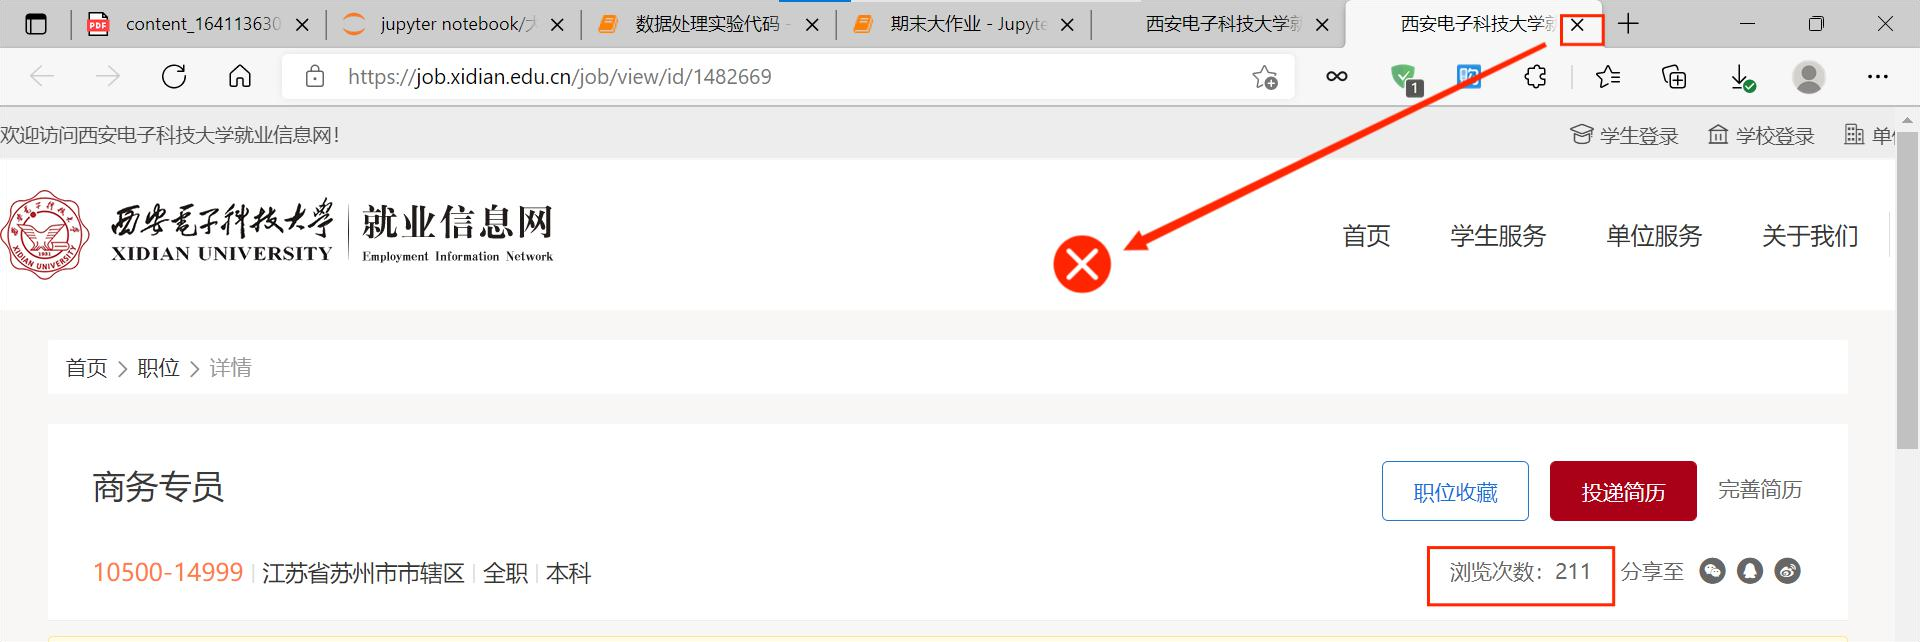 content_164113630
jupyter notebook/大
数据处理实验代码 -
期末大作业 - Jupyte
西安电子科技大学就
西安电子科技大学就
https://job.xidian.edu.cn/job/view/id/1482669
1
欢迎访问西安电子科技大学就业信息网!
学生登录
学校登录
单位
西安電子科技大学
XIDIAN UNIVERSITY
就业信息网
Employment Information Network
首页
学生服务
单位服务
关于我们
首页 > 职位 > 详情
商务专员
职位收藏
投递简历
完善简历
10500-14999 江苏省苏州市市辖区 全职 本科
浏览次数: 211
分享至